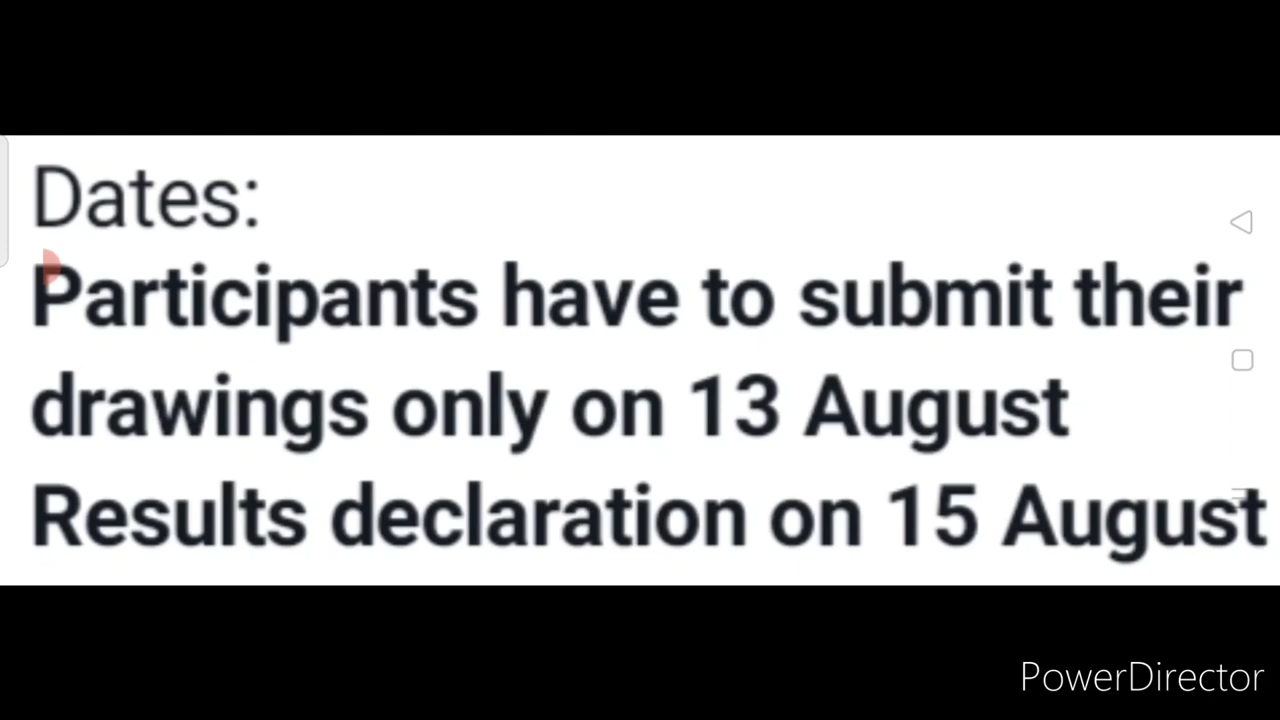 Dates:
Participants have to submit their
drawings only on 13 August
Results declaration on 15 August
PowerDirector